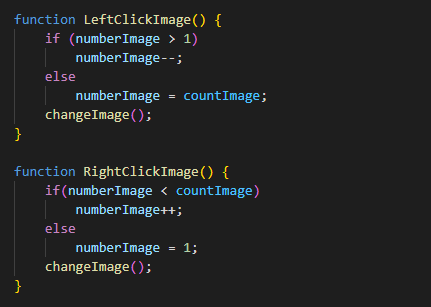 function LeftClickImage() {
    if (numberImage > 1)
        numberImage--;
    else
        numberImage = countImage;
    changeImage();
}

function RightClickImage() {
    if(numberImage < countImage)
        numberImage++;
    else
        numberImage = 1;
    changeImage();
}